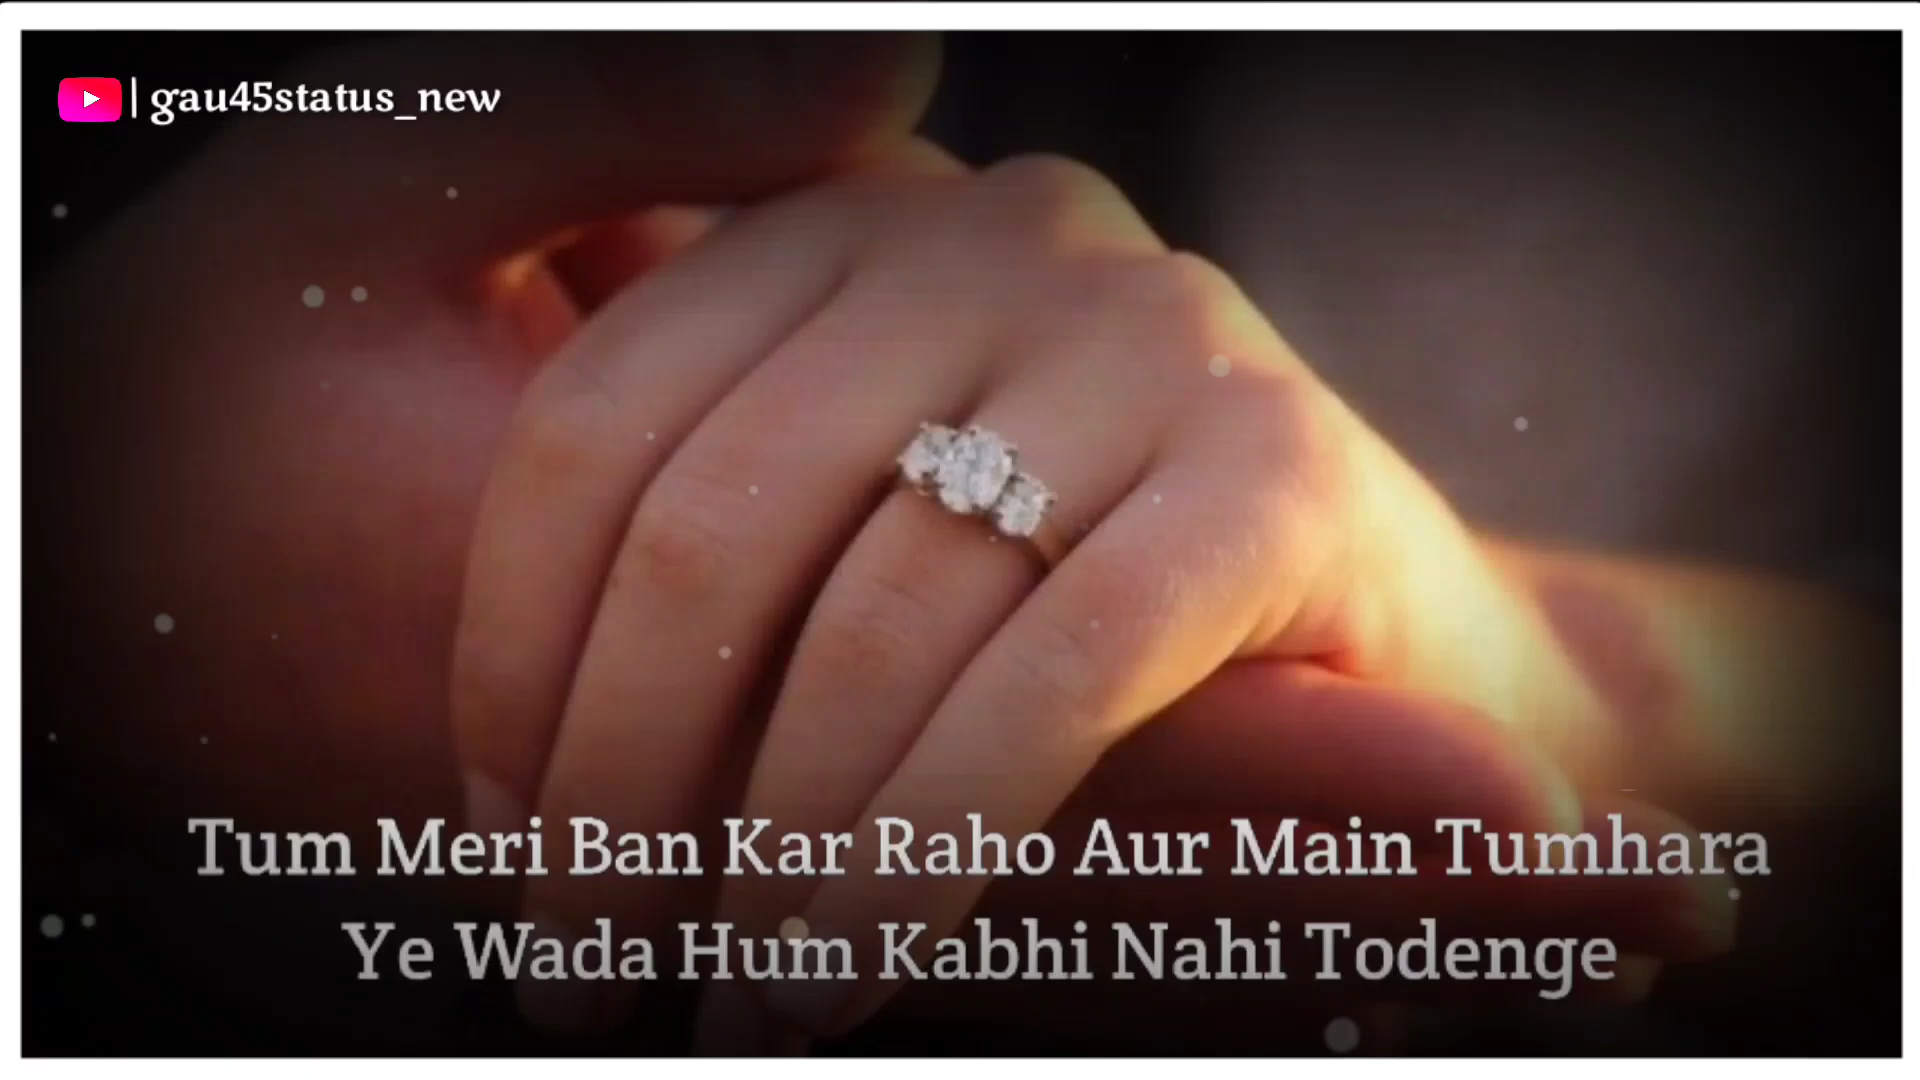 | gau45status_new
Tum Meri Ban Kar Raho Aur Main Tumhara
Ye Wada Hum Kabhi Nahi Todenge